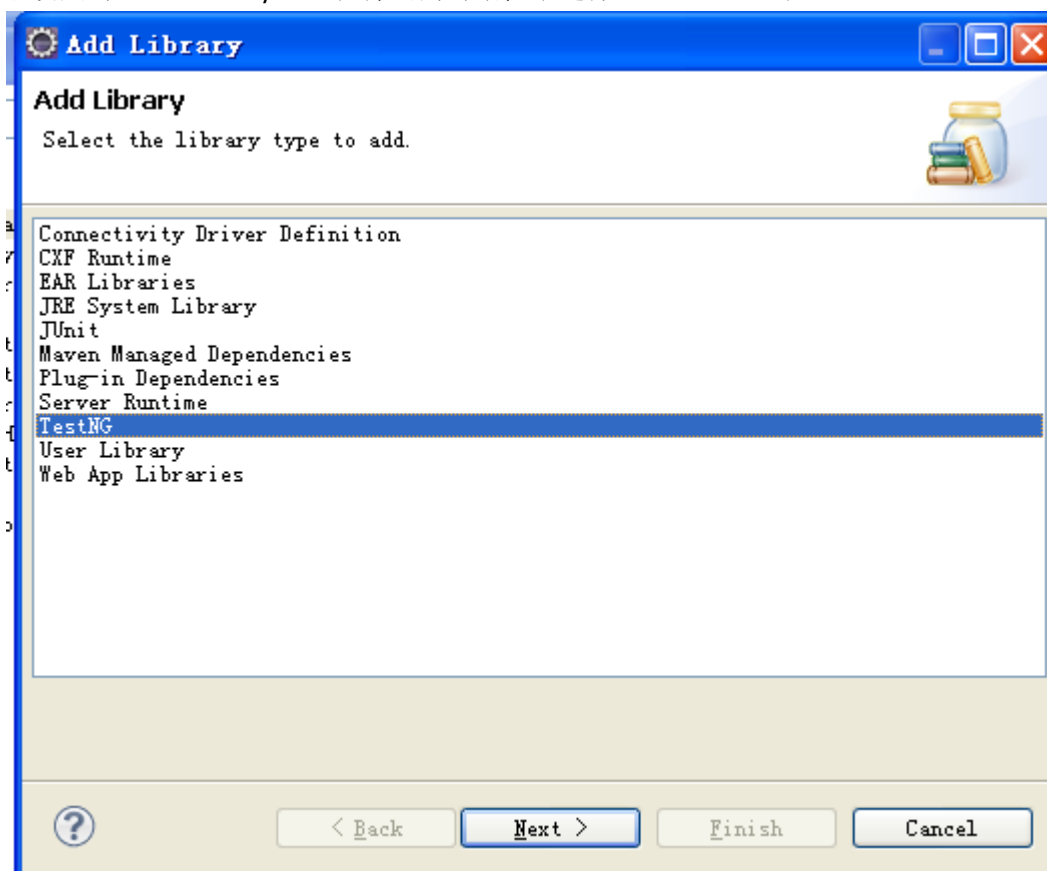 Add Library
Add Library
Select the library type to add.
Connectivity Driver Definition
CXF Runtime
EAR Libraries
JRE System Library
JUnit
Maven Managed Dependencies
Plug-in Dependencies
Server Runtime
TestNG
User Library
Web App Libraries
< Back
Next >
Finish
Cancel